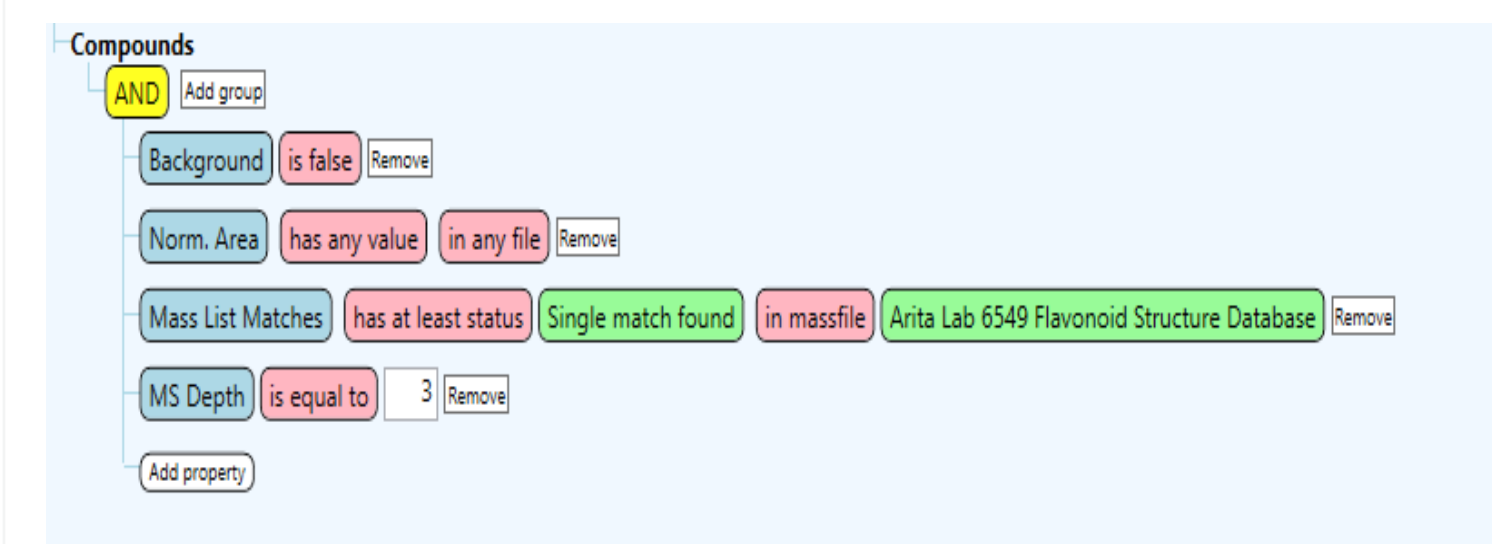 Compounds
AND Add group
Background is false Remove
Norm. Area has any value in any file Remove
Mass List Matches has at least status Single match found in massfile Arita Lab 6549 Flavonoid Structure Database Remove
MS Depth is equal to 3 Remove
Add property